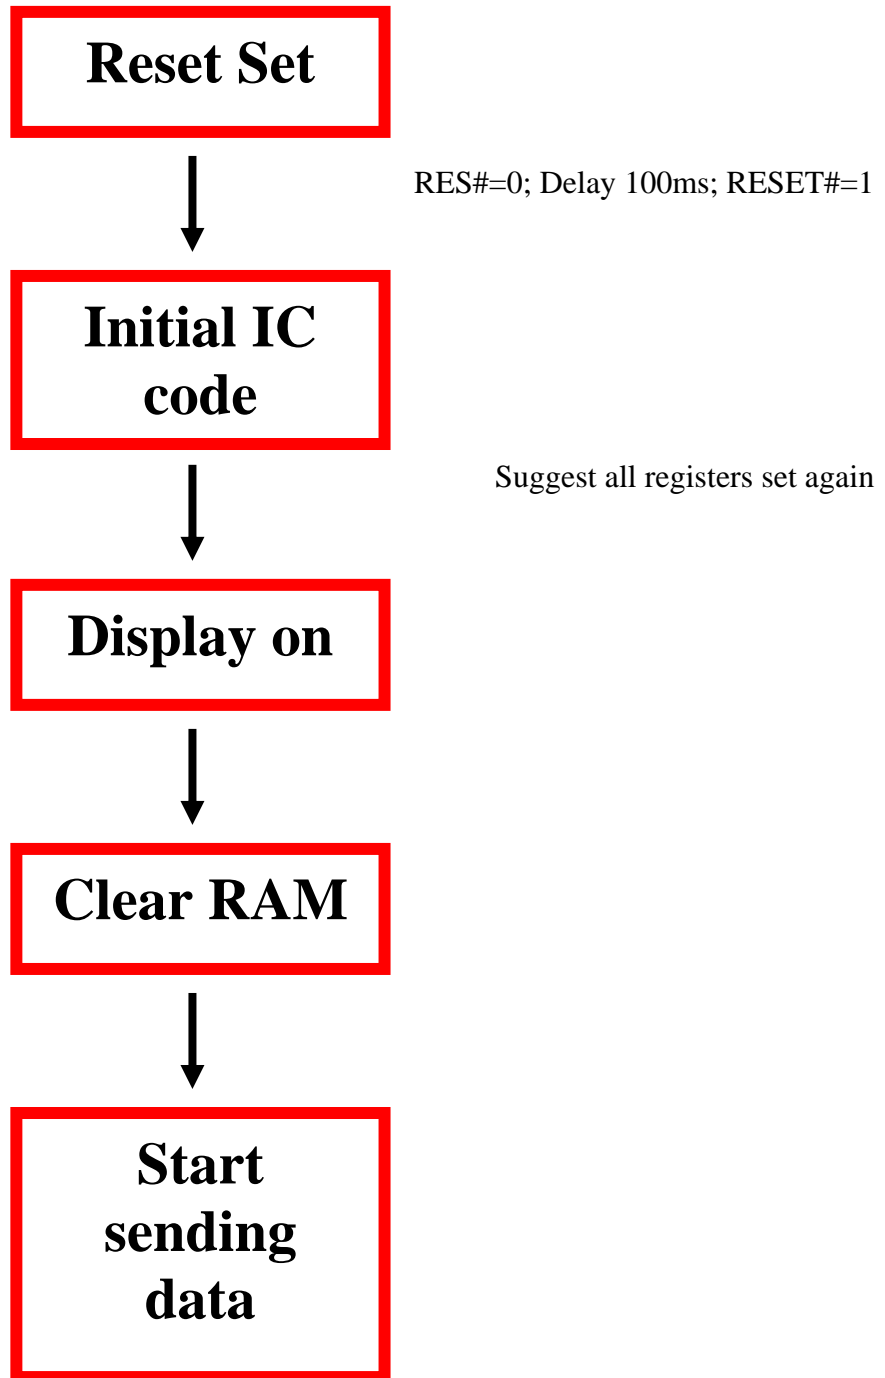 Reset Set
RES#=0; Delay 100ms; RESET#=1
Initial IC
code
Suggest all registers set again
Display on
Clear RAM
Start
sending
data